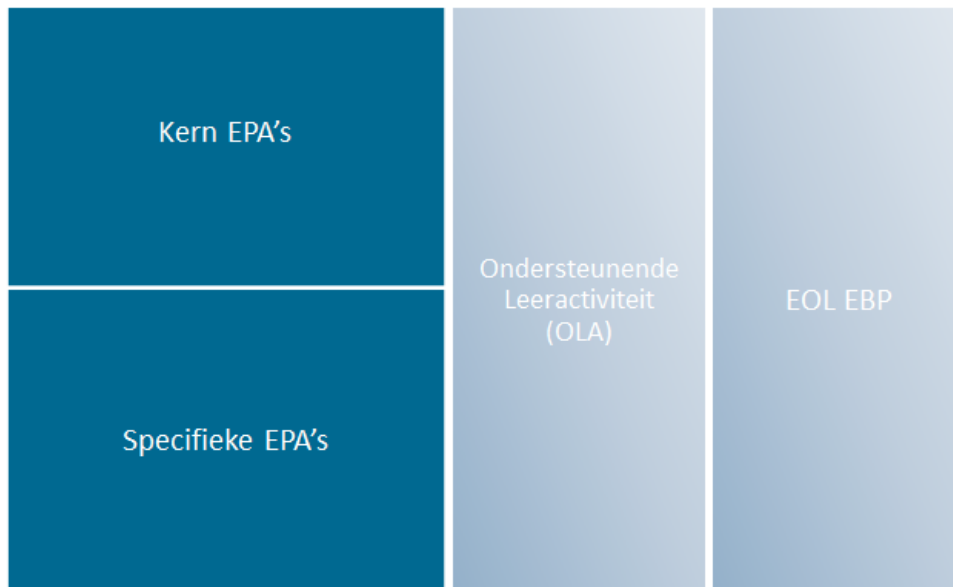 Kern EPA's
Specifieke EPA's
Ondersteunende
Leeractiviteit
(OLA)
EOL EBP